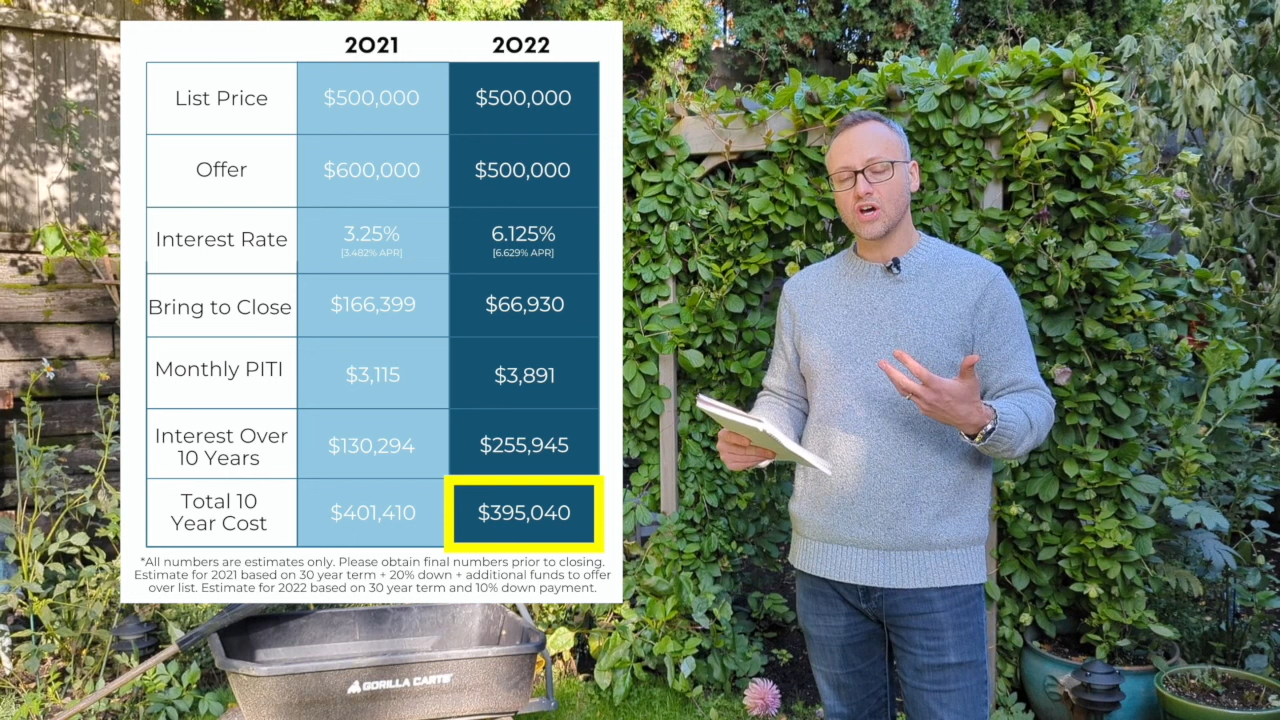 2021 2022
List Price $500,000 $500,000
Offer $600,000 $500,000
Interest Rate 3.25% 6.125%
[3.482% APR] [6.629% APR]
Bring to Close $166,399 $66,930
Monthly PITI $3,115 $3,891
Interest Over
10 Years $130,294 $255,945
Total 10
Year Cost $401,410 $395,040
*All numbers are estimates only. Please obtain final numbers prior to closing.
Estimate for 2021 based on 30 year term + 20% down + additional funds to offer
over list. Estimate for 2022 based on 30 year term and 10% down payment.
GORILLA CARTS